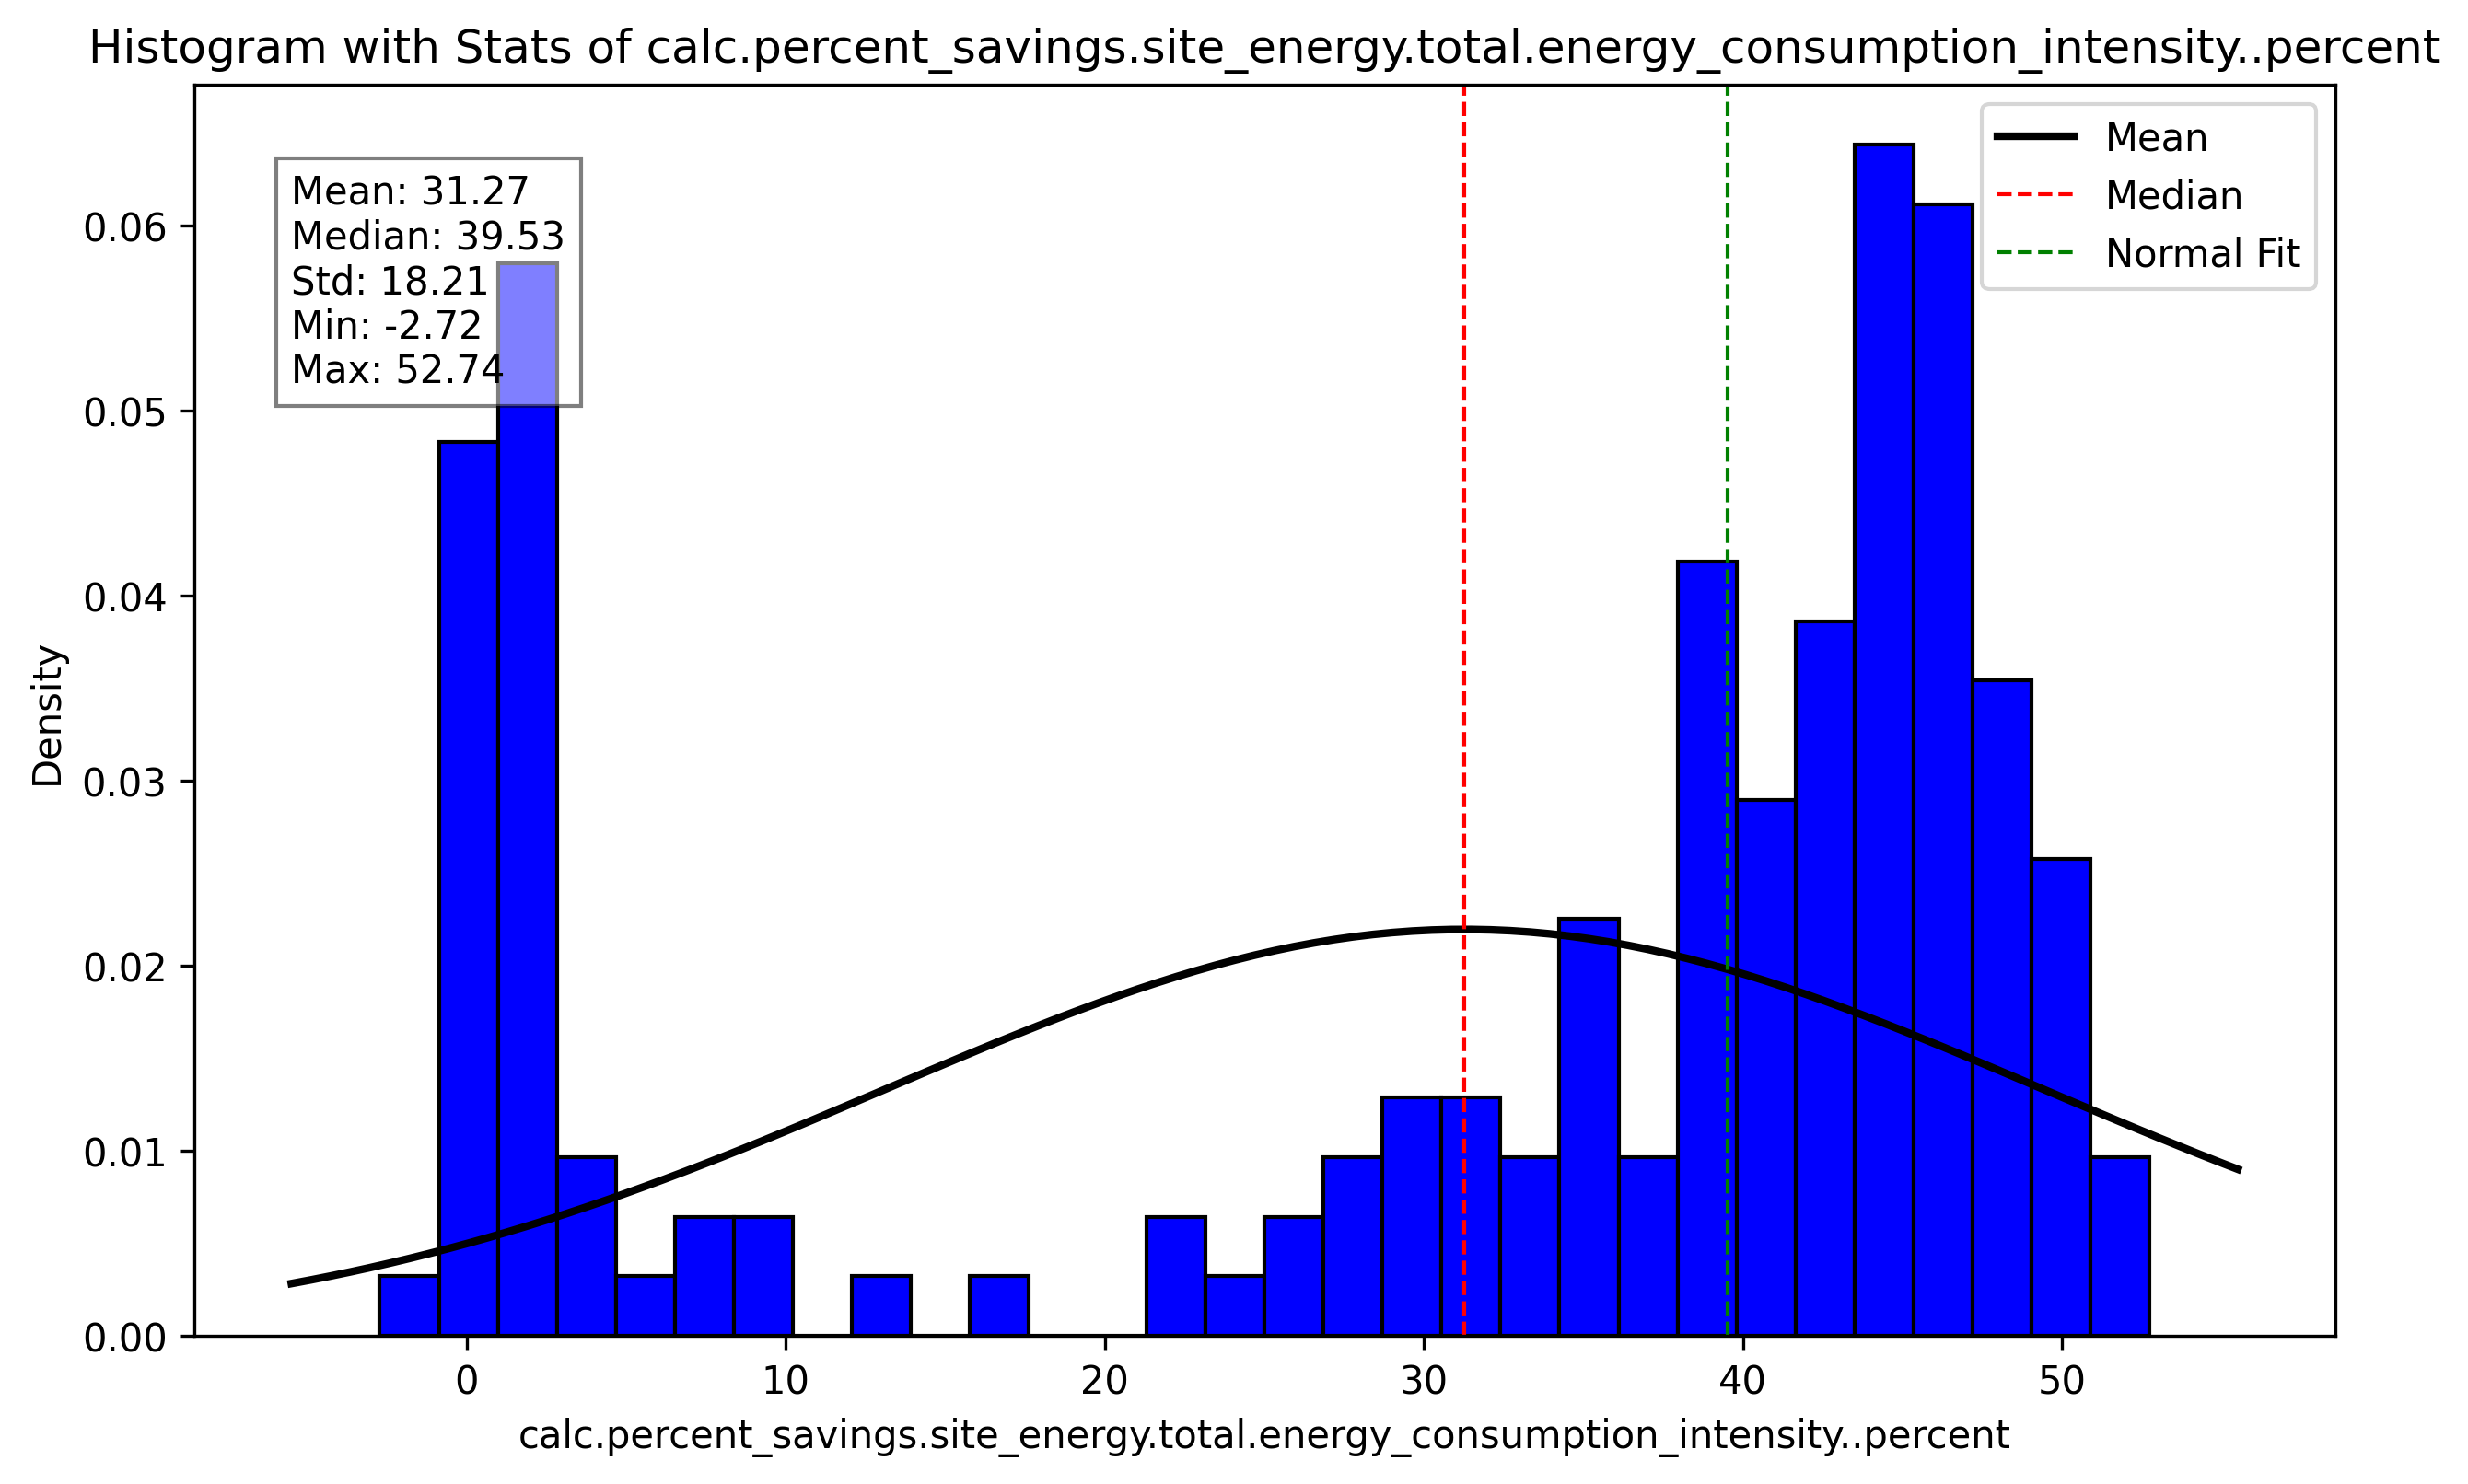 Histogram with Stats of calc.percent_savings.site_energy.total.energy_consumption_intensity..percent
Mean: 31.27
Median: 39.53
Std: 18.21
Min: -2.72
Max: 52.74
Mean
Median
Normal Fit
Density
0.06
0.05
0.04
0.03
0.02
0.01
0.00
0
10
20
30
40
50
calc.percent_savings.site_energy.total.energy_consumption_intensity..percent